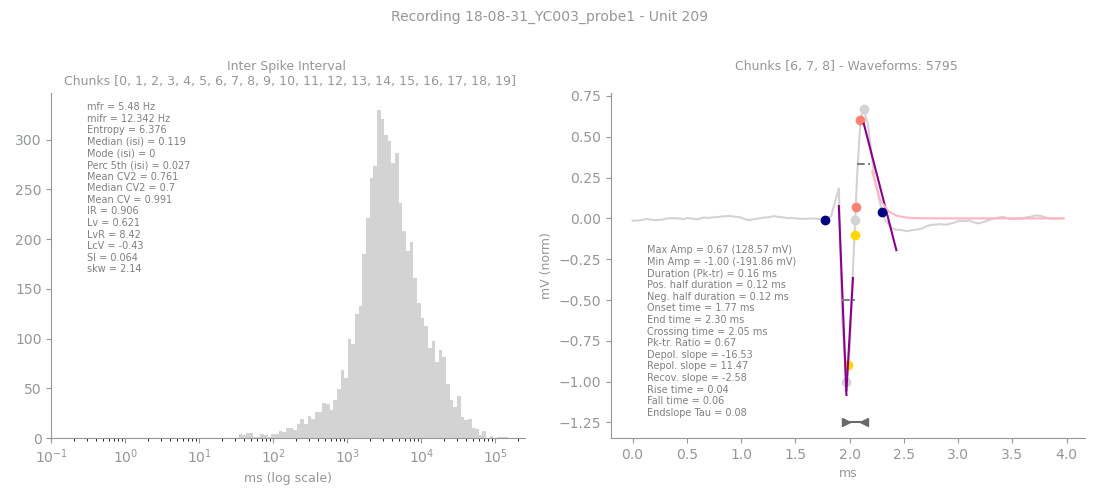 Recording 18-08-31_YC003_probe1 - Unit 209
Inter Spike Interval
Chunks [0, 1, 2, 3, 4, 5, 6, 7, 8, 9, 10, 11, 12, 13, 14, 15, 16, 17, 18, 19]
mfr = 5.48 Hz
mifr = 12.342 Hz
Entropy = 6.376
Median (isi) = 0.119
Mode (isi) = 0
Perc 5th (isi) = 0.027
Mean CV2 = 0.761
Median CV2 = 0.7
Mean CV = 0.991
IR = 0.906
Lv = 0.621
LvR = 8.42
LcV = -0.43
SI = 0.064
skw = 2.14
300
250
200
150
100
50
0
10⁻¹ 10⁰ 10¹ 10² 10³ 10⁴ 10⁵
ms (log scale)
Chunks [6, 7, 8] - Waveforms: 5795
mV (norm)
0.75
0.50
0.25
0.00
−0.25
−0.50
−0.75
−1.00
−1.25
Max Amp = 0.67 (128.57 mV)
Min Amp = -1.00 (-191.86 mV)
Duration (Pk-tr) = 0.16 ms
Pos. half duration = 0.12 ms
Neg. half duration = 0.12 ms
Onset time = 1.77 ms
End time = 2.30 ms
Crossing time = 2.05 ms
Pk-tr. Ratio = 0.67
Depol. slope = -16.53
Repol. slope = 11.47
Recov. slope = -2.58
Rise time = 0.04
Fall time = 0.06
Endslope Tau = 0.08
0.0 0.5 1.0 1.5 2.0 2.5 3.0 3.5 4.0
ms